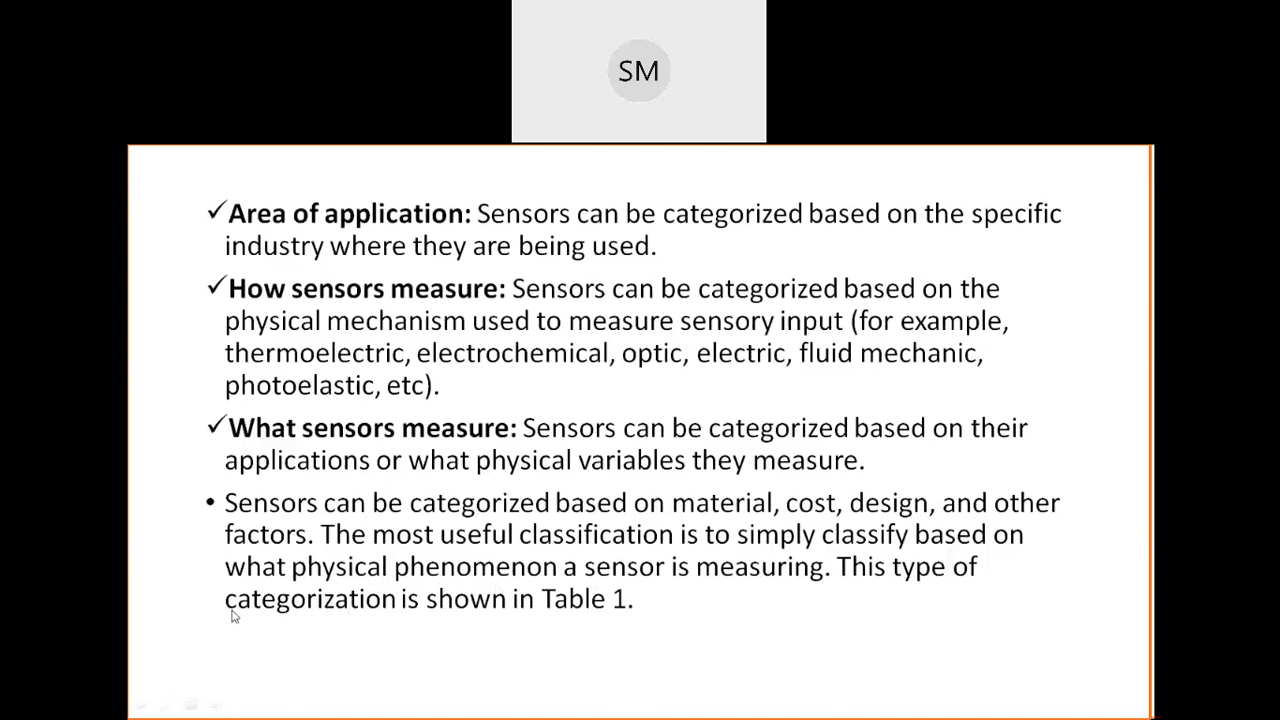 SM
✓Area of application: Sensors can be categorized based on the specific
industry where they are being used.
✓How sensors measure: Sensors can be categorized based on the
physical mechanism used to measure sensory input (for example,
thermoelectric, electrochemical, optic, electric, fluid mechanic,
photoelastic, etc).
✓What sensors measure: Sensors can be categorized based on their
applications or what physical variables they measure.
• Sensors can be categorized based on material, cost, design, and other
factors. The most useful classification is to simply classify based on
what physical phenomenon a sensor is measuring. This type of
categorization is shown in Table 1.